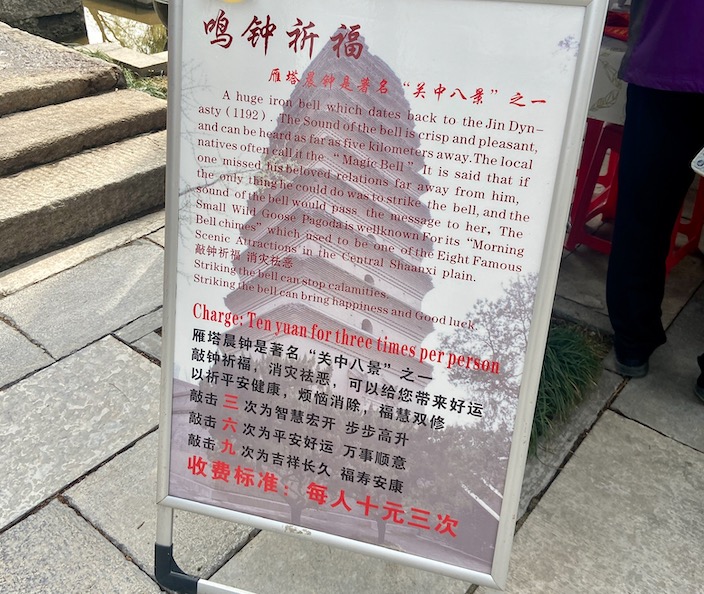 鸣钟祈福
雁塔晨钟是著名“关中八景”之一
A huge iron bell which dates back to the Jin Dyn-
asty (1192). The Sound of the bell is crisp and pleasant,
and can be heard as far as five kilometers away.The local
natives often call it the “Magic Bell”. It is said that if
one missed his beloved relations far away from him,
the only thing he could do was to strike the bell, and the
sound of the bell would pass the message to her. The
Small Wild Goose Pagoda is wellknown For its “Morning
Bell chimes” which used to be one of the Eight Famous
Scenic Attractions in the Central Shaanxi plain.
敲钟祈福 消灾祛恶
Striking the bell can stop calamities.
Striking the bell can bring happiness and Good luck.
Charge: Ten yuan for three times per person
雁塔晨钟是著名“关中八景”之一
敲钟祈福，消灾祛恶，可以给您带来好运
以祈平安健康，烦恼消除，福慧双修
敲击 三 次为智慧宏开 步步高升
敲击 六 次为平安好运 万事顺意
敲击 九 次为吉祥长久 福寿安康
收费标准：每人十元三次